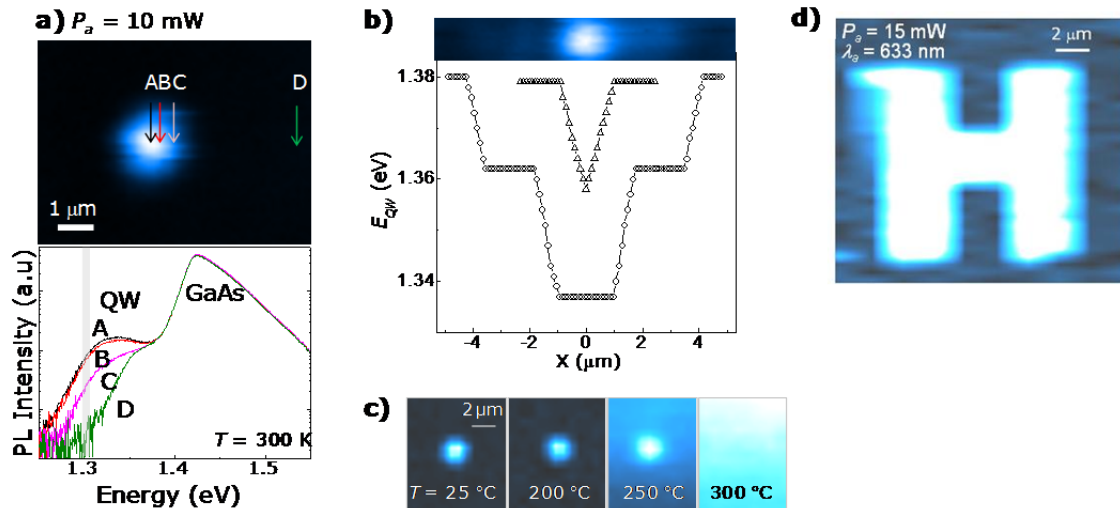 a) Pa = 10 mW
ABC
D
1 μm
PL Intensity (a.u)
QW
A
B
C
D
GaAs
T = 300 K
1.3
1.4
1.5
Energy (eV)
b)
EQW (eV)
1.38
1.36
1.34
-4
-2
0
2
4
X (μm)
c)
2 μm
T = 25 °C
200 °C
250 °C
300 °C
d)
Pa = 15 mW
λa = 633 nm
2 μm